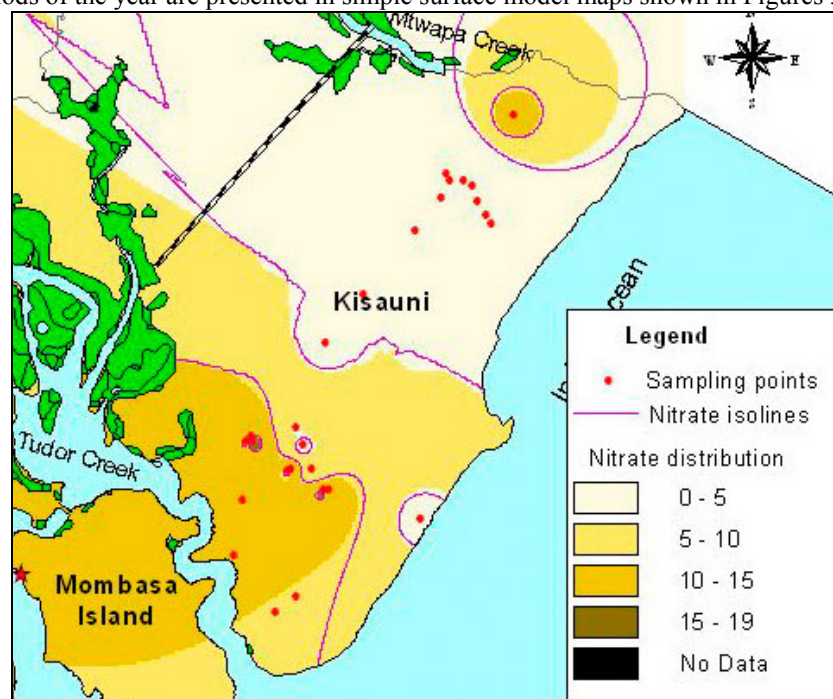 ods of the year are presented in simple surface model maps shown in Figures
Mtwapa Creek
N
W E
S
Kisauni
cean
In
Tudor Creek
Mombasa
Island
Legend
Sampling points
Nitrate isolines
Nitrate distribution
0 - 5
5 - 10
10 - 15
15 - 19
No Data